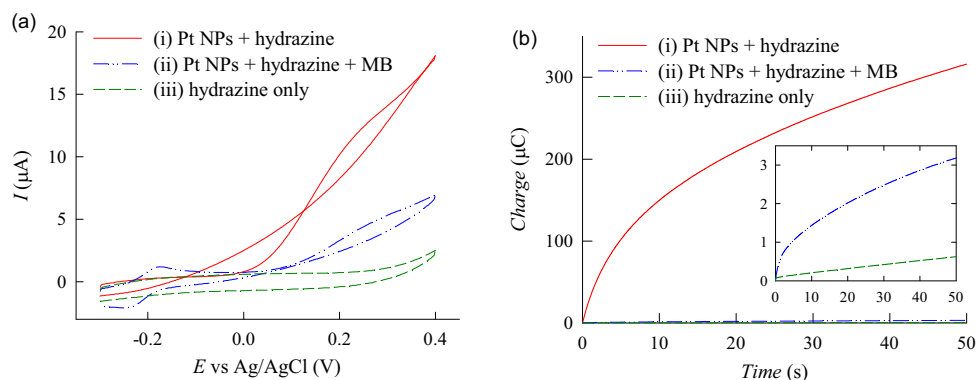 (a)
20
15
10
5
0
I (μA)
(i) Pt NPs + hydrazine
(ii) Pt NPs + hydrazine + MB
(iii) hydrazine only
-0.2
0.0
0.2
0.4
E vs Ag/AgCl (V)
(b)
300
200
100
0
Charge (μC)
(i) Pt NPs + hydrazine
(ii) Pt NPs + hydrazine + MB
(iii) hydrazine only
3
2
1
0
0 10 20 30 40 50
0 10 20 30 40 50
Time (s)